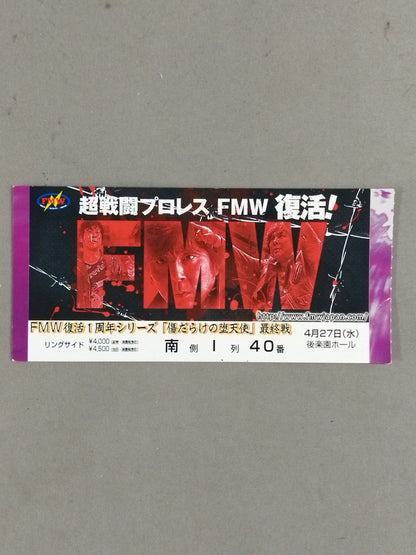 FMW
超戦闘プロレス FMW 復活!
FMW
http://www.fmwjapan.com/
FMW復活1周年シリーズ『傷だらけの堕天使』最終戦
4月27日(水)
リングサイド ¥4,000
¥4,500
南 側 1 列 40 番
後楽園ホール